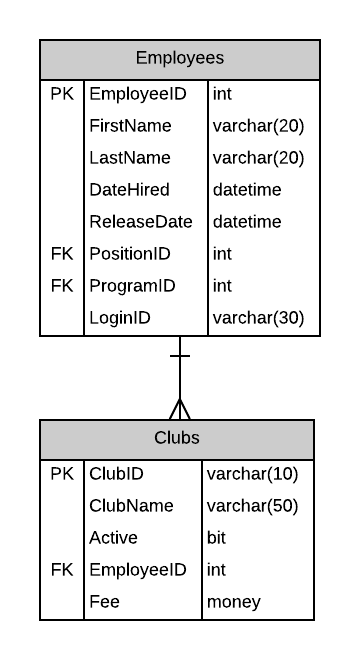 Employees
PK EmployeeID int
FirstName varchar(20)
LastName varchar(20)
DateHired datetime
ReleaseDate datetime
FK PositionID int
FK ProgramID int
LoginID varchar(30)
Clubs
PK ClubID varchar(10)
ClubName varchar(50)
Active bit
FK EmployeeID int
Fee money